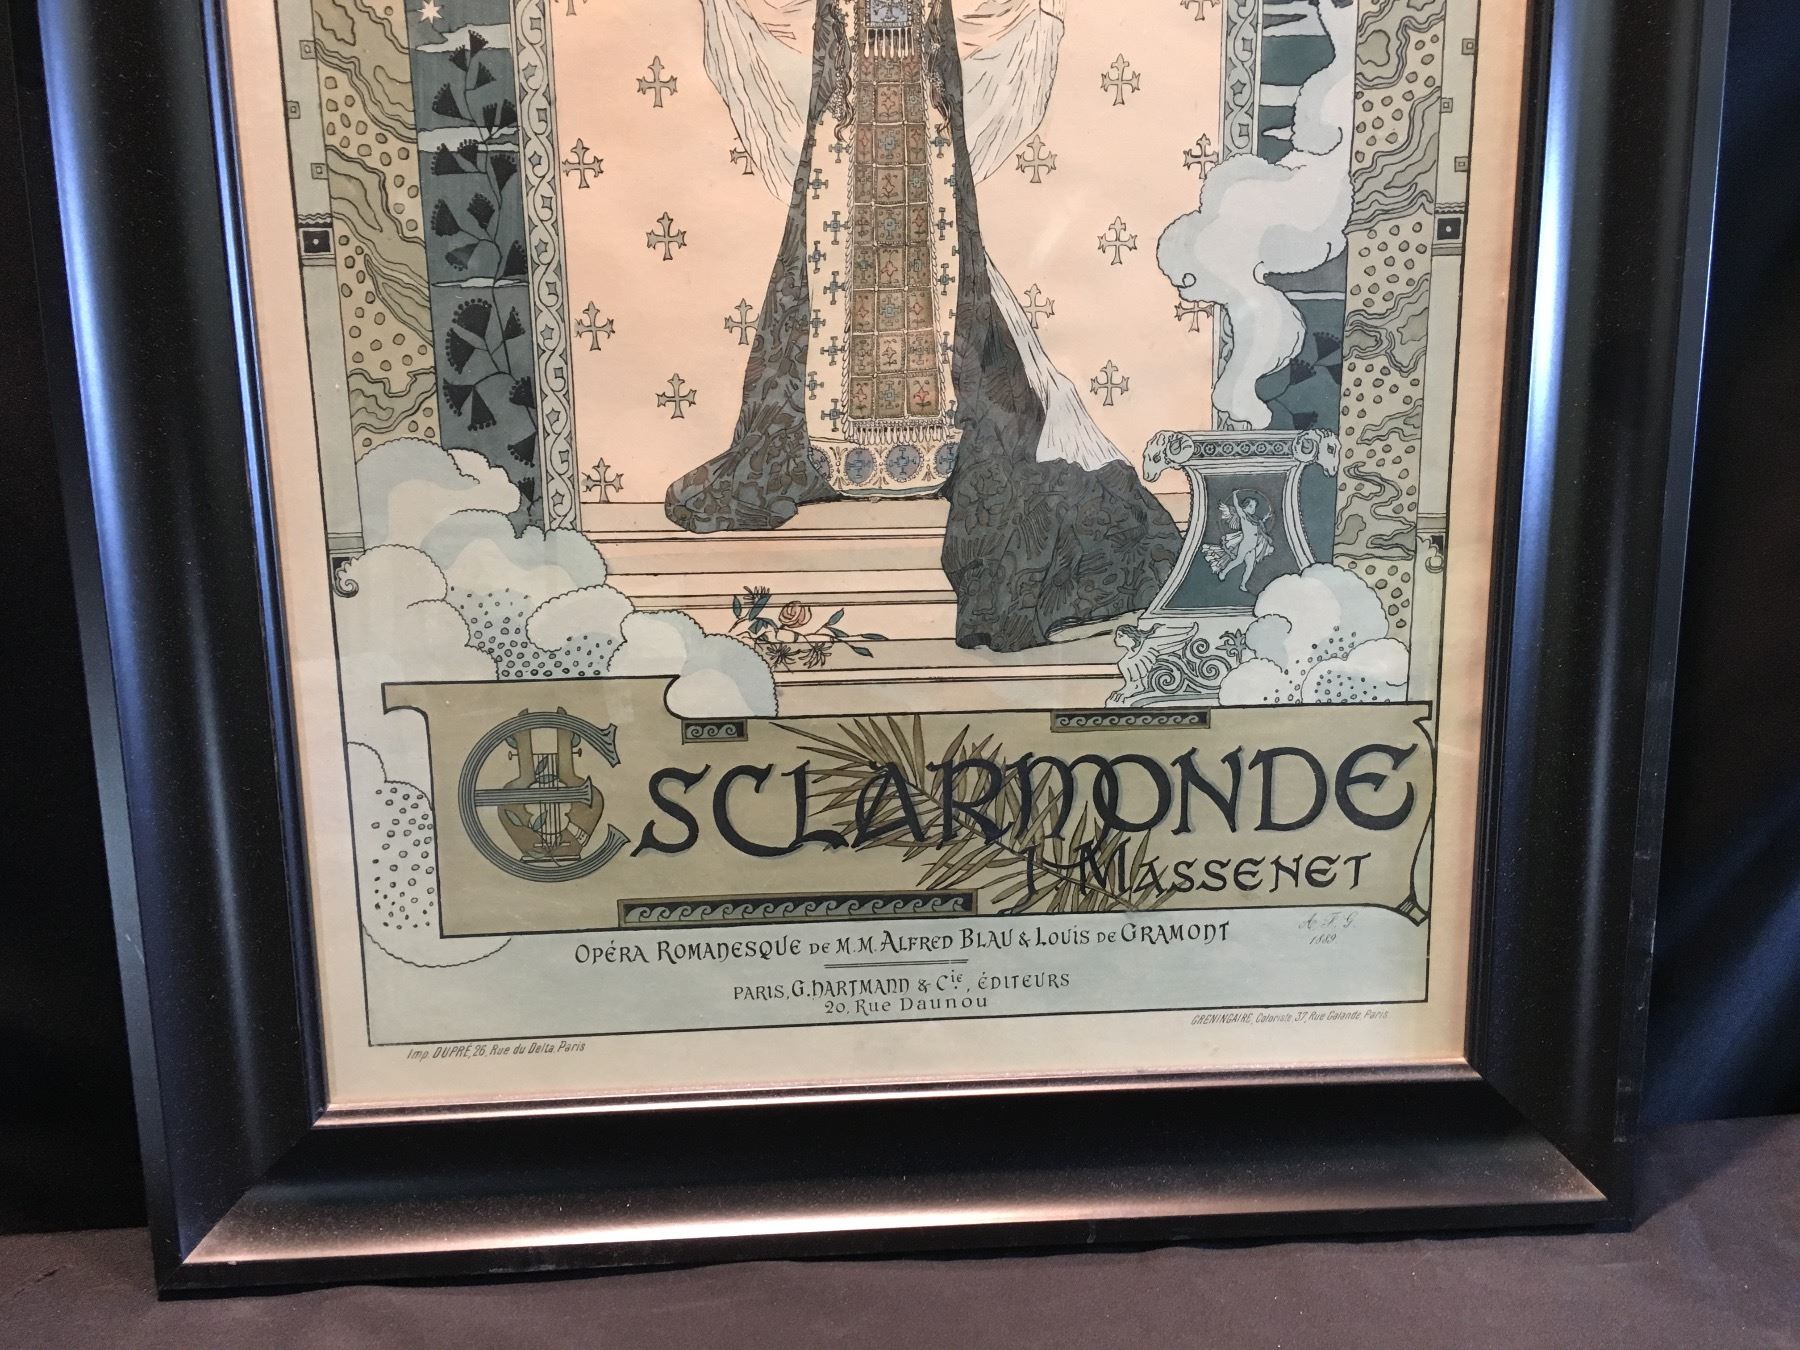 ESCLARMONDE
J. MASSENET
A. F. G.
1889
OPÉRA ROMANESQUE DE M.M. ALFRED BLAU & LOUIS DE GRAMONT
PARIS, G. HARTMANN & Cie., ÉDITEURS
20, Rue Daunou
GRENINGAIRE, Coloriste, 37, Rue Galande, Paris.
Imp. DUPRÉ, 26, Rue du Delta, Paris